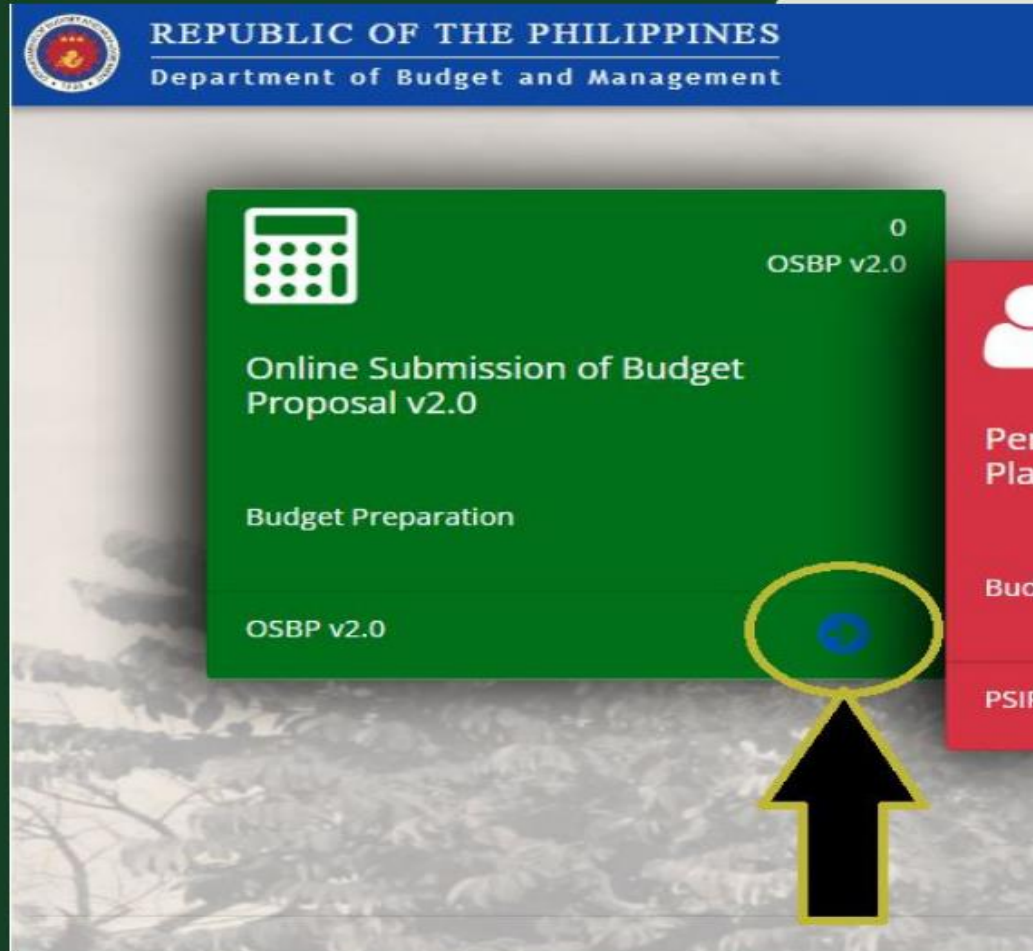 REPUBLIC OF THE PHILIPPINES
Department of Budget and Management
0
OSBP v2.0
Online Submission of Budget
Proposal v2.0
Budget Preparation
OSBP v2.0